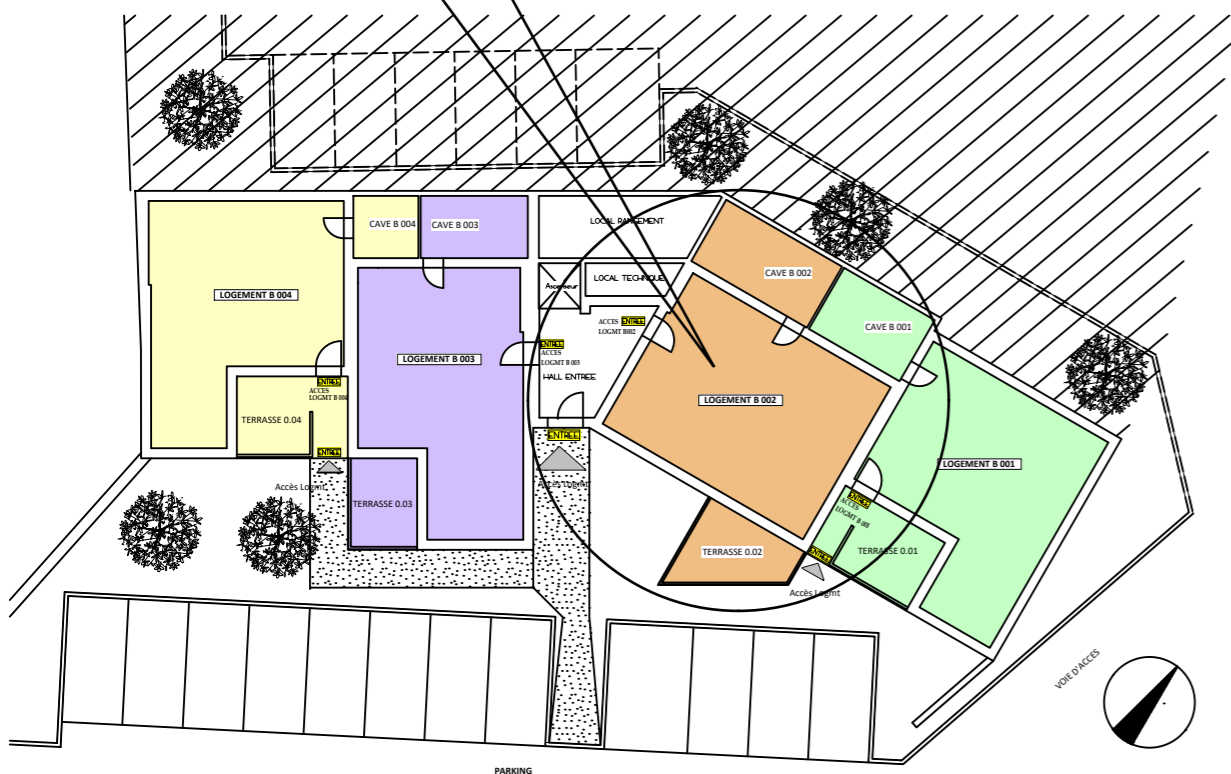 CAVE B 004
CAVE B 003
LOCAL RANGEMENT
LOCAL TECHNIQUE
Ascenseur
CAVE B 002
CAVE B 001
LOGEMENT B 004
LOGEMENT B 003
LOGEMENT B 002
LOGEMENT B 001
ACCES ENTREE
LOGMT B002
ENTREE
ACCES
LOGMT B 003
HALL ENTREE
ENTREE
ACCES
LOGMT B 004
TERRASSE 0.04
ENTREE
Accès Logmt
TERRASSE 0.03
ENTREE
Accès Logmt
ENTREE
ACCES
LOGMT B 001
TERRASSE 0.02
TERRASSE 0.01
ENTREE
Accès Logmt
VOIE D'ACCES
PARKING